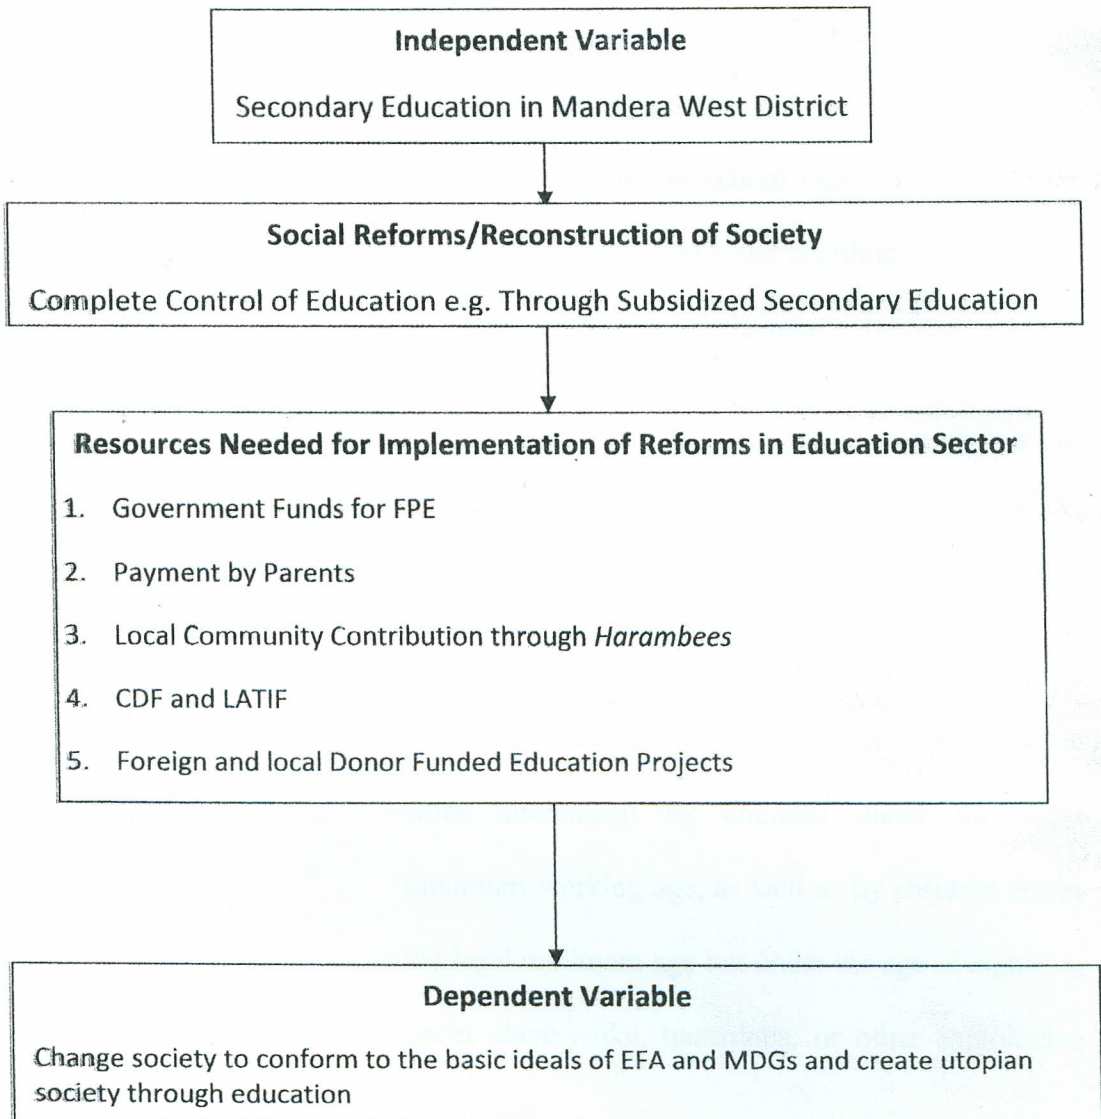 Independent Variable
Secondary Education in Mandera West District
Social Reforms/Reconstruction of Society
Complete Control of Education e.g. Through Subsidized Secondary Education
Resources Needed for Implementation of Reforms in Education Sector
1. Government Funds for FPE
2. Payment by Parents
3. Local Community Contribution through Harambees
4. CDF and LATIF
5. Foreign and local Donor Funded Education Projects
Dependent Variable
Change society to conform to the basic ideals of EFA and MDGs and create utopian
society through education